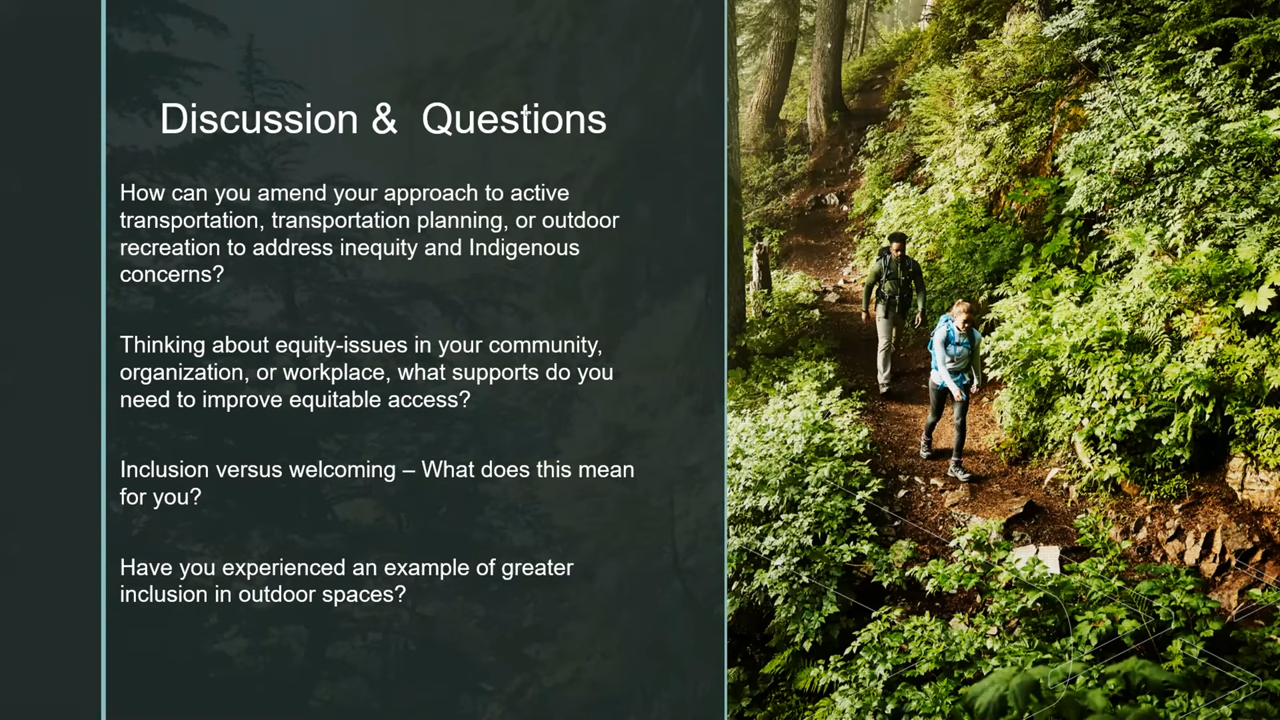 Discussion &  Questions
How can you amend your approach to active
transportation, transportation planning, or outdoor
recreation to address inequity and Indigenous
concerns?
Thinking about equity-issues in your community,
organization, or workplace, what supports do you
need to improve equitable access?
Inclusion versus welcoming – What does this mean
for you?
Have you experienced an example of greater
inclusion in outdoor spaces?